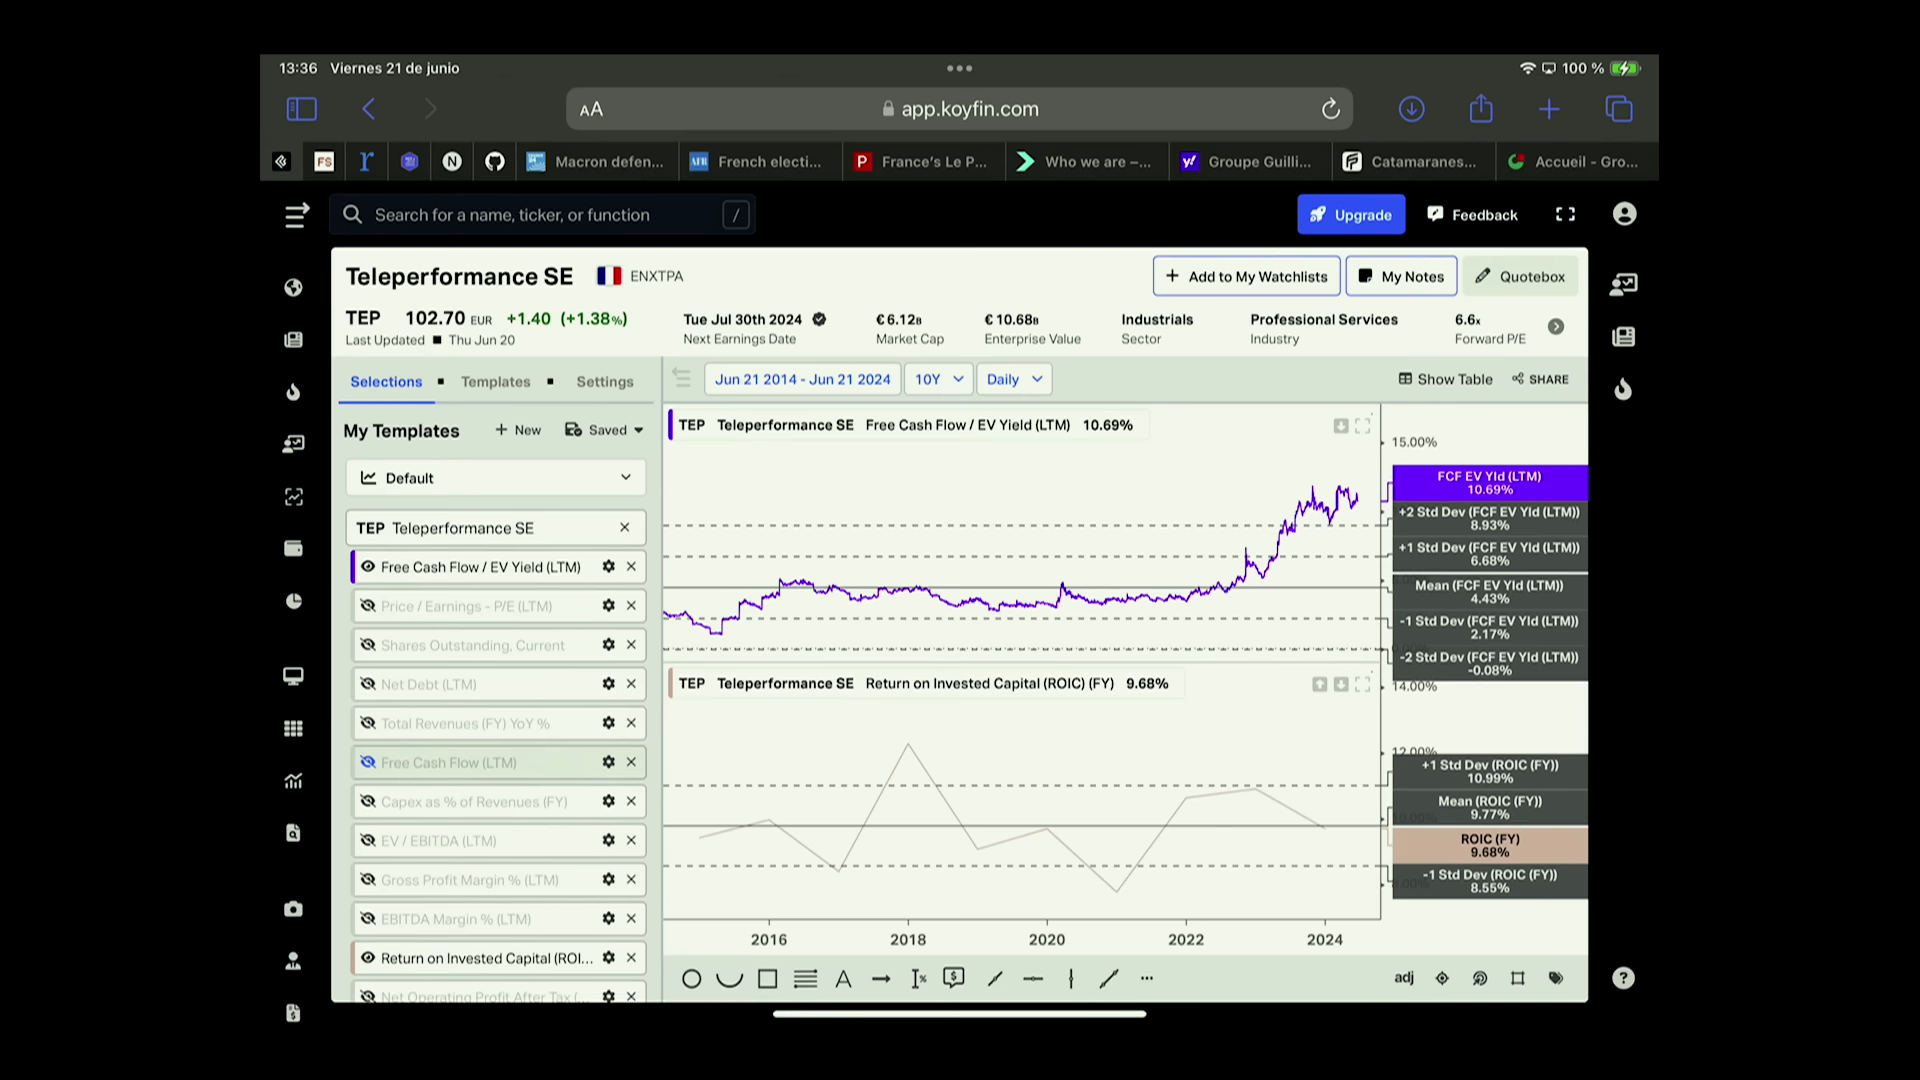 13:36 Viernes 21 de junio
100 %
AA
app.koyfin.com
FS
r
N
Macron defen...
AFR
French electi...
P
France's Le P...
Who we are –...
y!
Groupe Guilli...
Catamaranes...
Accueil - Gro...
Search for a name, ticker, or function
/
Upgrade
Feedback
Teleperformance SE
ENXTPA
Add to My Watchlists
My Notes
Quotebox
TEP 102.70 EUR +1.40 (+1.38%)
Last Updated Thu Jun 20
Tue Jul 30th 2024
Next Earnings Date
€ 6.12B
Market Cap
€ 10.68B
Enterprise Value
Industrials
Sector
Professional Services
Industry
6.6x
Forward P/E
Selections
Templates
Settings
Jun 21 2014 - Jun 21 2024
10Y
Daily
Show Table
SHARE
My Templates
+ New
Saved
Default
TEP Teleperformance SE
Free Cash Flow / EV Yield (LTM)
Price / Earnings - P/E (LTM)
Shares Outstanding, Current
Net Debt (LTM)
Total Revenues (FY) YoY %
Free Cash Flow (LTM)
Capex as % of Revenues (FY)
EV / EBITDA (LTM)
Gross Profit Margin % (LTM)
EBITDA Margin % (LTM)
Return on Invested Capital (ROI...
Net Operating Profit After Tax (...
TEP Teleperformance SE Free Cash Flow / EV Yield (LTM) 10.69%
15.00%
FCF EV Yld (LTM)
10.69%
+2 Std Dev (FCF EV Yld (LTM))
8.93%
+1 Std Dev (FCF EV Yld (LTM))
6.68%
Mean (FCF EV Yld (LTM))
4.43%
-1 Std Dev (FCF EV Yld (LTM))
2.17%
-2 Std Dev (FCF EV Yld (LTM))
-0.08%
TEP Teleperformance SE Return on Invested Capital (ROIC) (FY) 9.68%
14.00%
12.00%
+1 Std Dev (ROIC (FY))
10.99%
Mean (ROIC (FY))
9.77%
ROIC (FY)
9.68%
-1 Std Dev (ROIC (FY))
8.55%
2016
2018
2020
2022
2024
adj